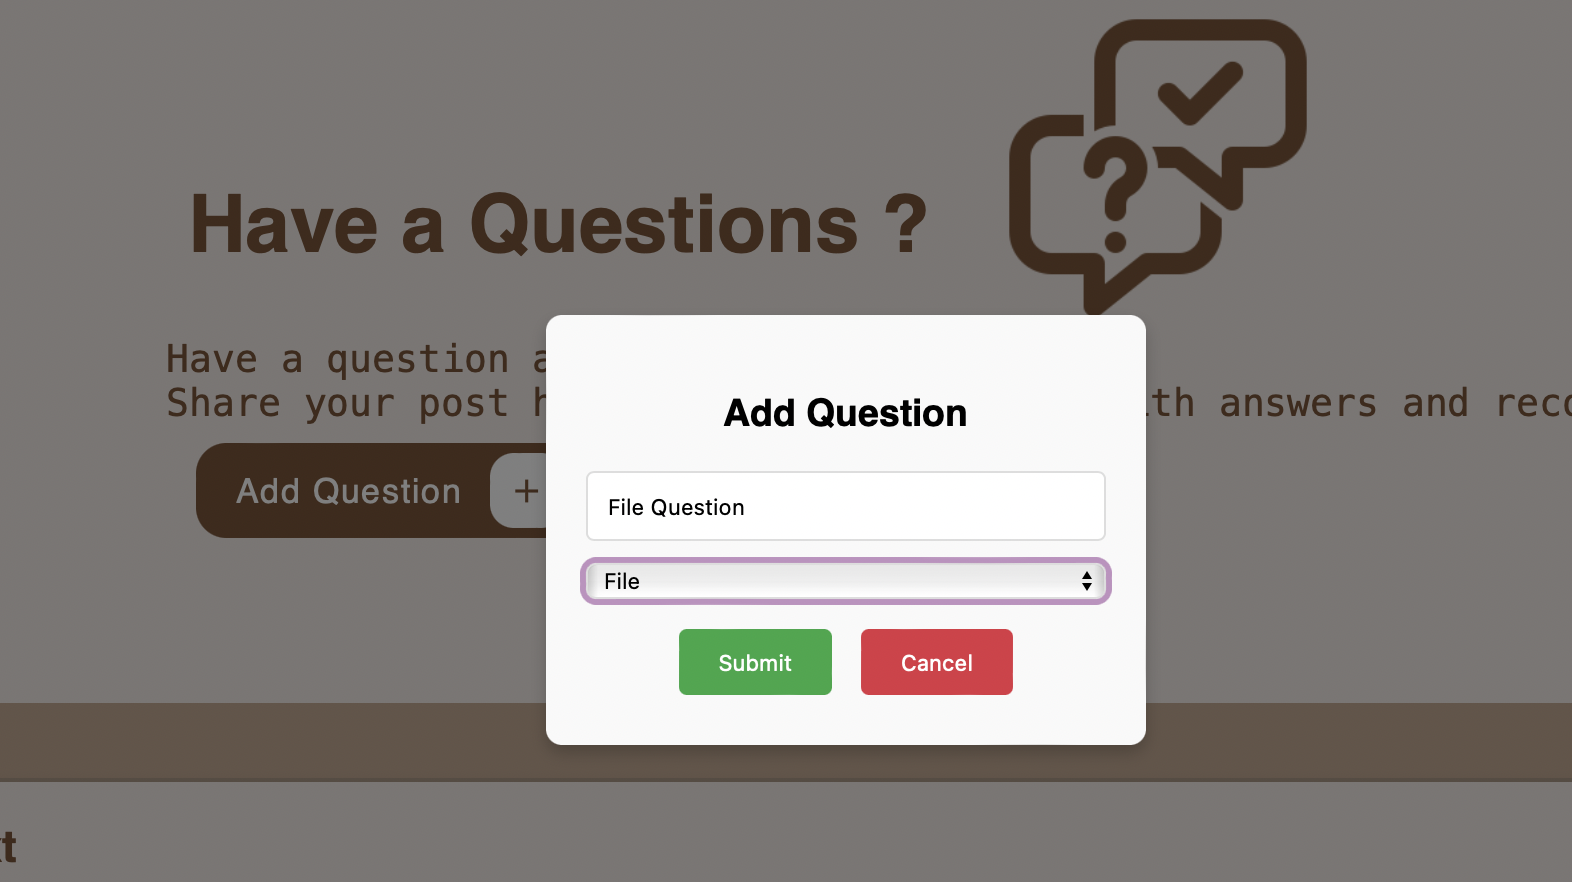 Have a Questions ?
Have a question
Share your post
th answers and
Add Question
+
Add Question
File Question
File
Submit
Cancel